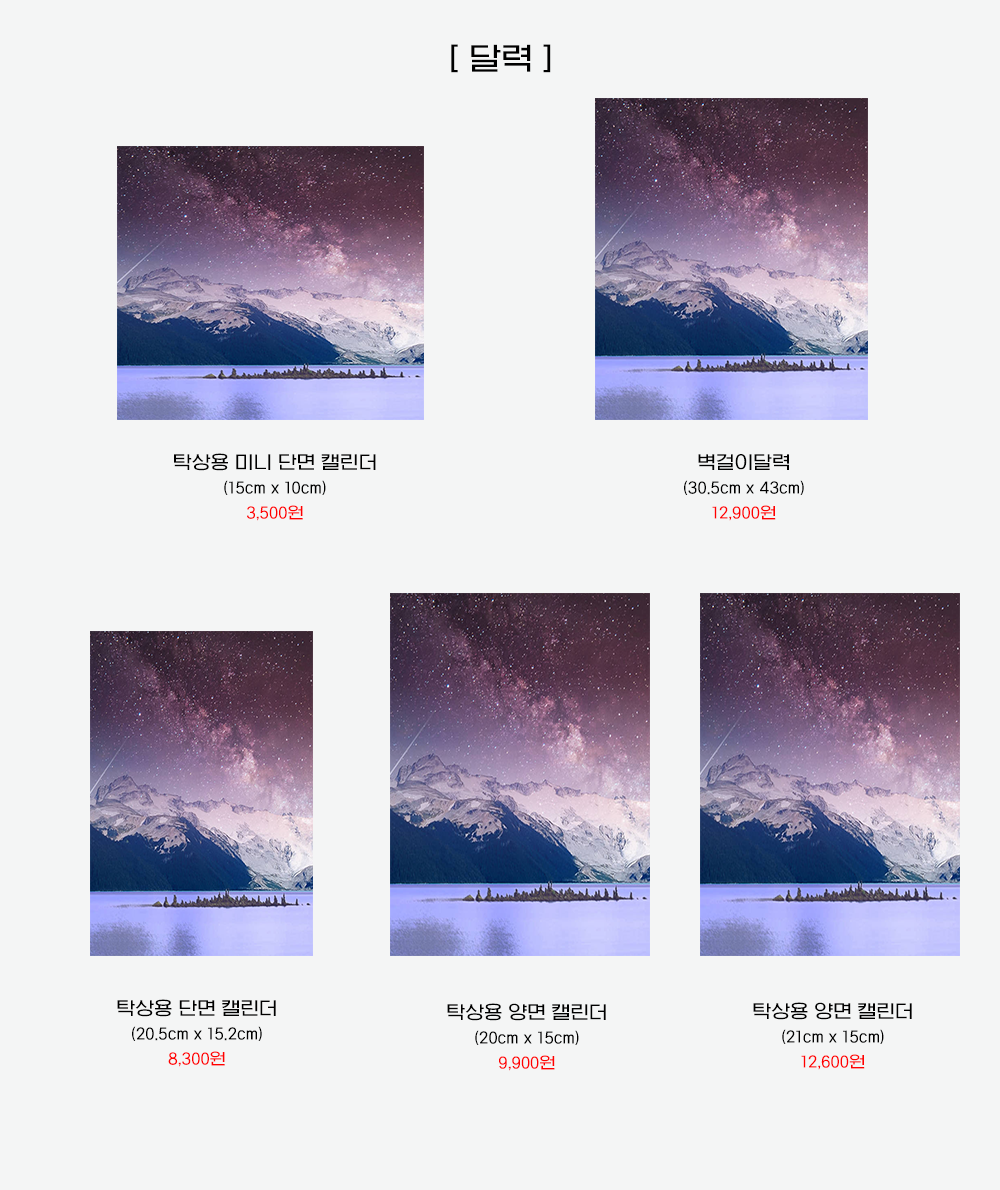 [ 달력 ]
탁상용 미니 단면 캘린더
(15cm x 10cm)
3,500원
벽걸이달력
(30.5cm x 43cm)
12,900원
탁상용 단면 캘린더
(20.5cm x 15.2cm)
8,300원
탁상용 양면 캘린더
(20cm x 15cm)
9,900원
탁상용 양면 캘린더
(21cm x 15cm)
12,600원